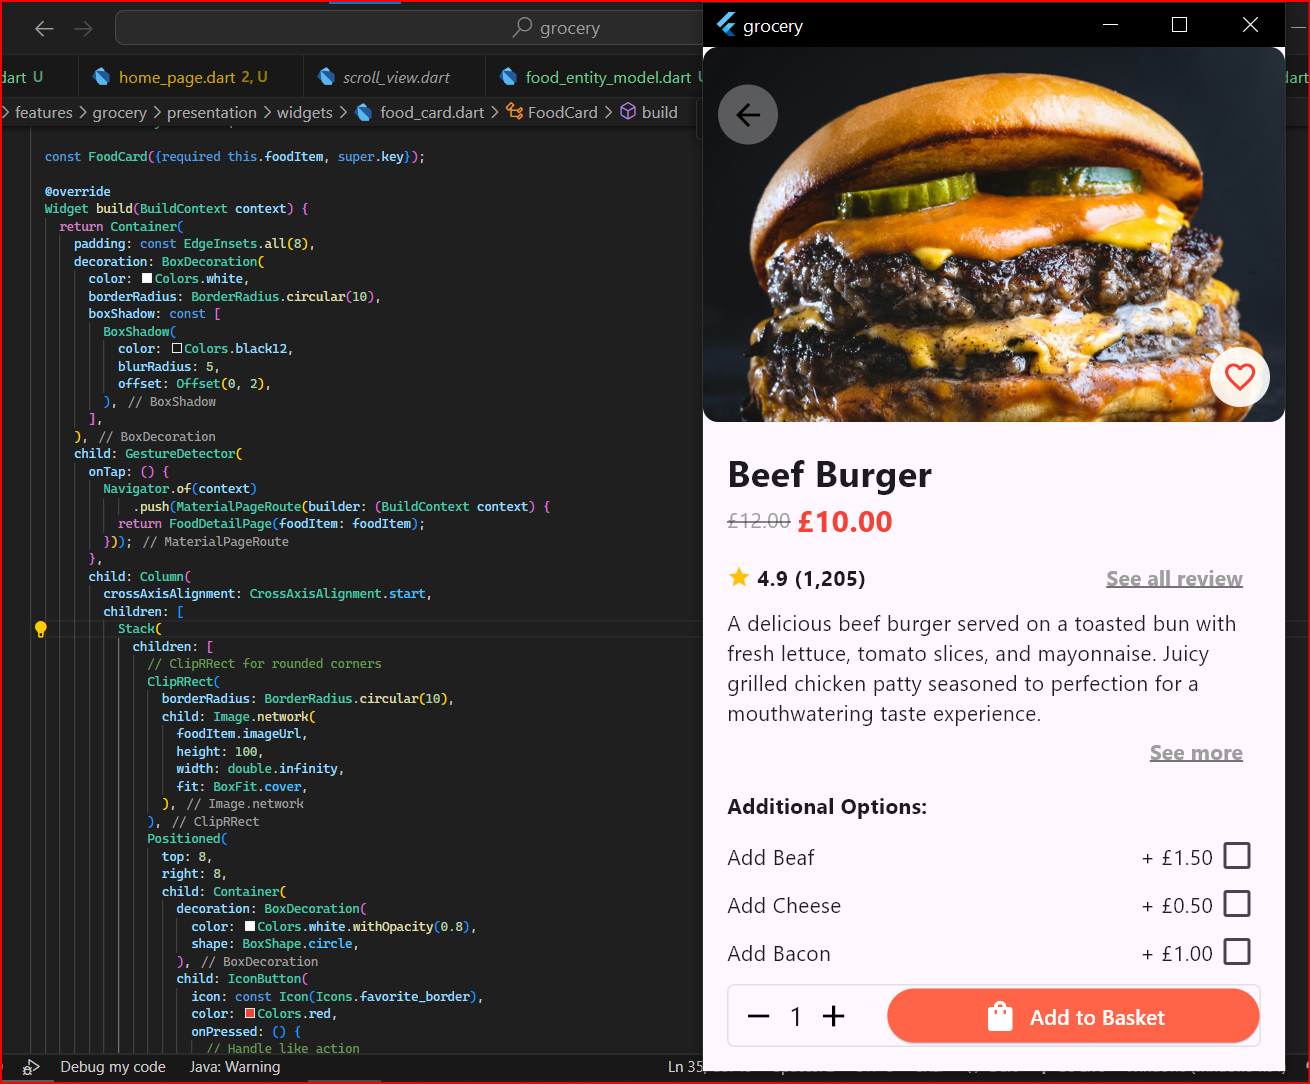 grocery
dart U
home_page.dart 2, U
scroll_view.dart
food_entity_model.dart
features > grocery > presentation > widgets > food_card.dart > FoodCard > build
const FoodCard({required this.foodItem, super.key});
@override
Widget build(BuildContext context) {
return Container(
padding: const EdgeInsets.all(8),
decoration: BoxDecoration(
color: Colors.white,
borderRadius: BorderRadius.circular(10),
boxShadow: const [
BoxShadow(
color: Colors.black12,
blurRadius: 5,
offset: Offset(0, 2),
), // BoxShadow
],
), // BoxDecoration
child: GestureDetector(
onTap: () {
Navigator.of(context)
.push(MaterialPageRoute(builder: (BuildContext context) {
return FoodDetailPage(foodItem: foodItem);
})); // MaterialPageRoute
},
child: Column(
crossAxisAlignment: CrossAxisAlignment.start,
children: [
Stack(
children: [
// ClipRRect for rounded corners
ClipRRect(
borderRadius: BorderRadius.circular(10),
child: Image.network(
foodItem.imageUrl,
height: 100,
width: double.infinity,
fit: BoxFit.cover,
), // Image.network
), // ClipRRect
Positioned(
top: 8,
right: 8,
child: Container(
decoration: BoxDecoration(
color: Colors.white.withOpacity(0.8),
shape: BoxShape.circle,
), // BoxDecoration
child: IconButton(
icon: const Icon(Icons.favorite_border),
color: Colors.red,
onPressed: () {
// Handle like action
Debug my code
Java: Warning
Ln 35
grocery
Beef Burger
£12.00 £10.00
4.9 (1,205)
See all review
A delicious beef burger served on a toasted bun with
fresh lettuce, tomato slices, and mayonnaise. Juicy
grilled chicken patty seasoned to perfection for a
mouthwatering taste experience.
See more
Additional Options:
Add Beaf + £1.50
Add Cheese + £0.50
Add Bacon + £1.00
1
Add to Basket
dart